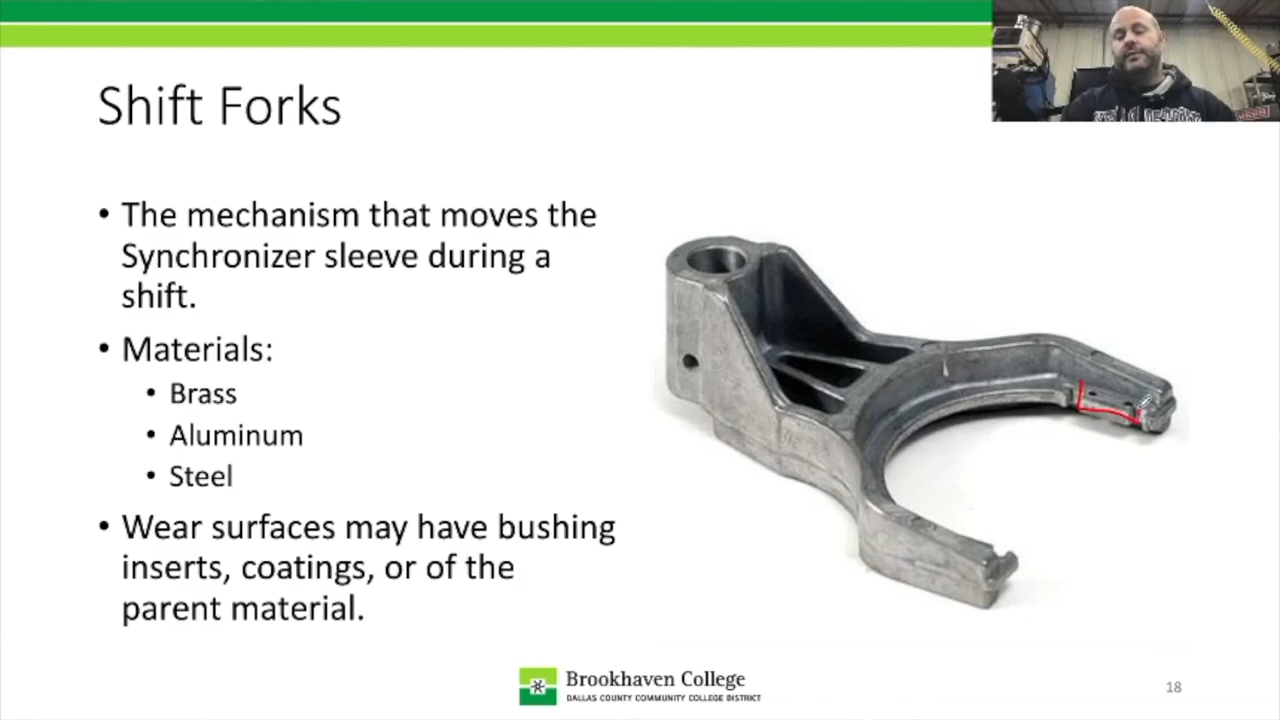 Shift Forks
• The mechanism that moves the
Synchronizer sleeve during a
shift.
• Materials:
• Brass
• Aluminum
• Steel
• Wear surfaces may have bushing
inserts, coatings, or of the
parent material.
Brookhaven College
DALLAS COUNTY COMMUNITY COLLEGE DISTRICT
18